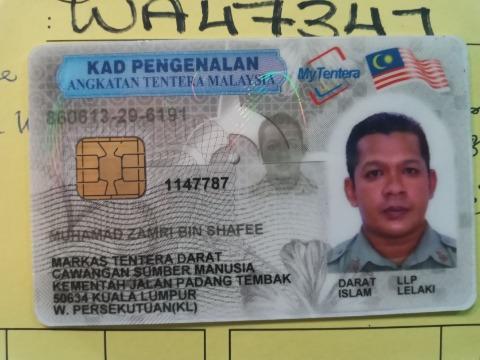 : WA47347
KAD PENGENALAN
ANGKATAN TENTERA MALAYSIA
MyTentera
860613-29-6191
1147787
MUHAMAD ZAMRI BIN SHAFEE
MARKAS TENTERA DARAT
CAWANGAN SUMBER MANUSIA
KEMENTAH JALAN PADANG TEMBAK
50634 KUALA LUMPUR
W. PERSEKUTUAN(KL)
DARAT LLP
ISLAM LELAKI